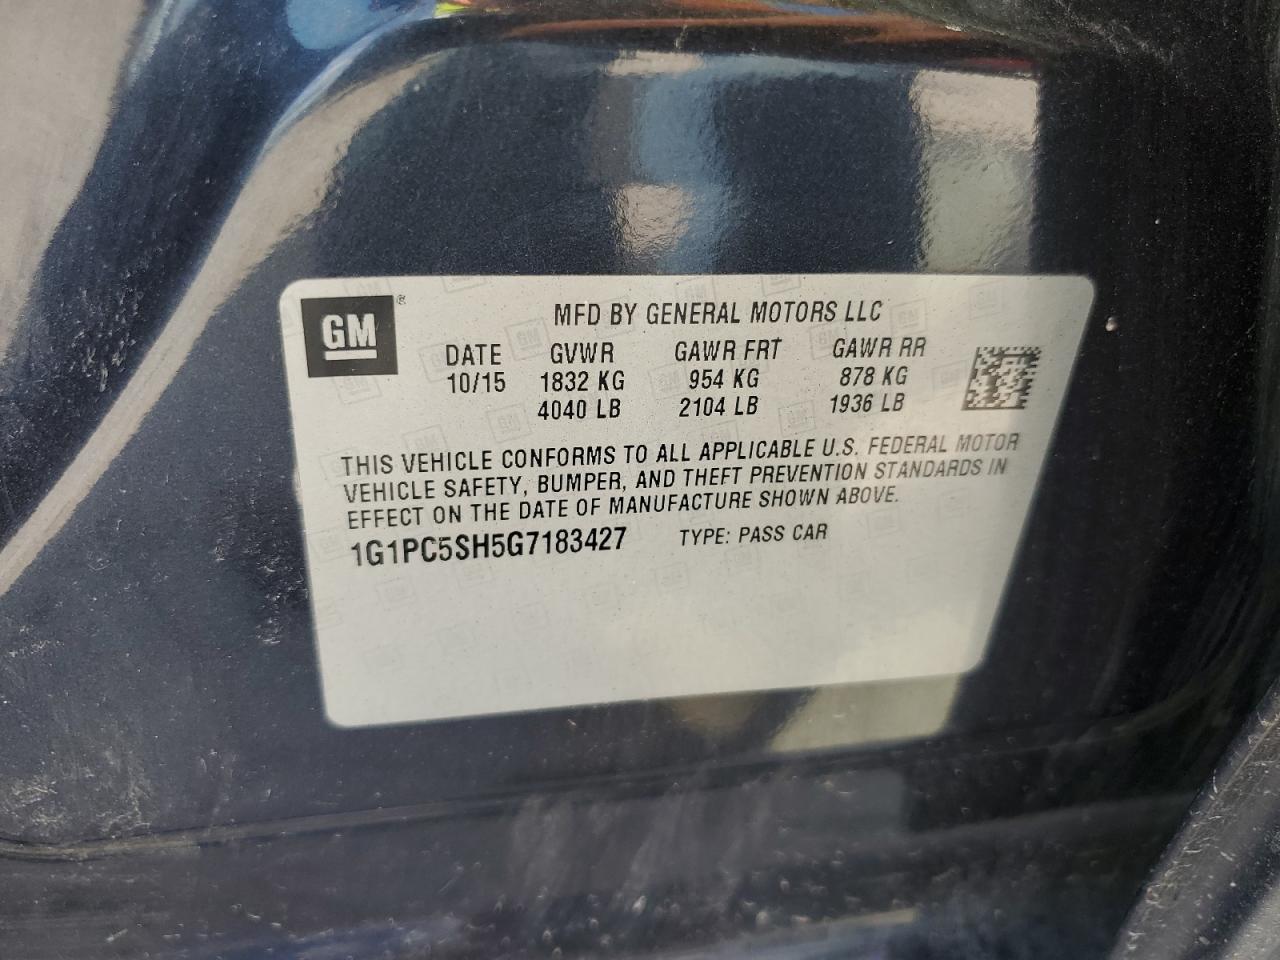 GM ®
MFD BY GENERAL MOTORS LLC
DATE GVWR GAWR FRT GAWR RR
10/15 1832 KG 954 KG 878 KG
4040 LB 2104 LB 1936 LB
THIS VEHICLE CONFORMS TO ALL APPLICABLE U.S. FEDERAL MOTOR
VEHICLE SAFETY, BUMPER, AND THEFT PREVENTION STANDARDS IN
EFFECT ON THE DATE OF MANUFACTURE SHOWN ABOVE.
1G1PC5SH5G7183427 TYPE: PASS CAR